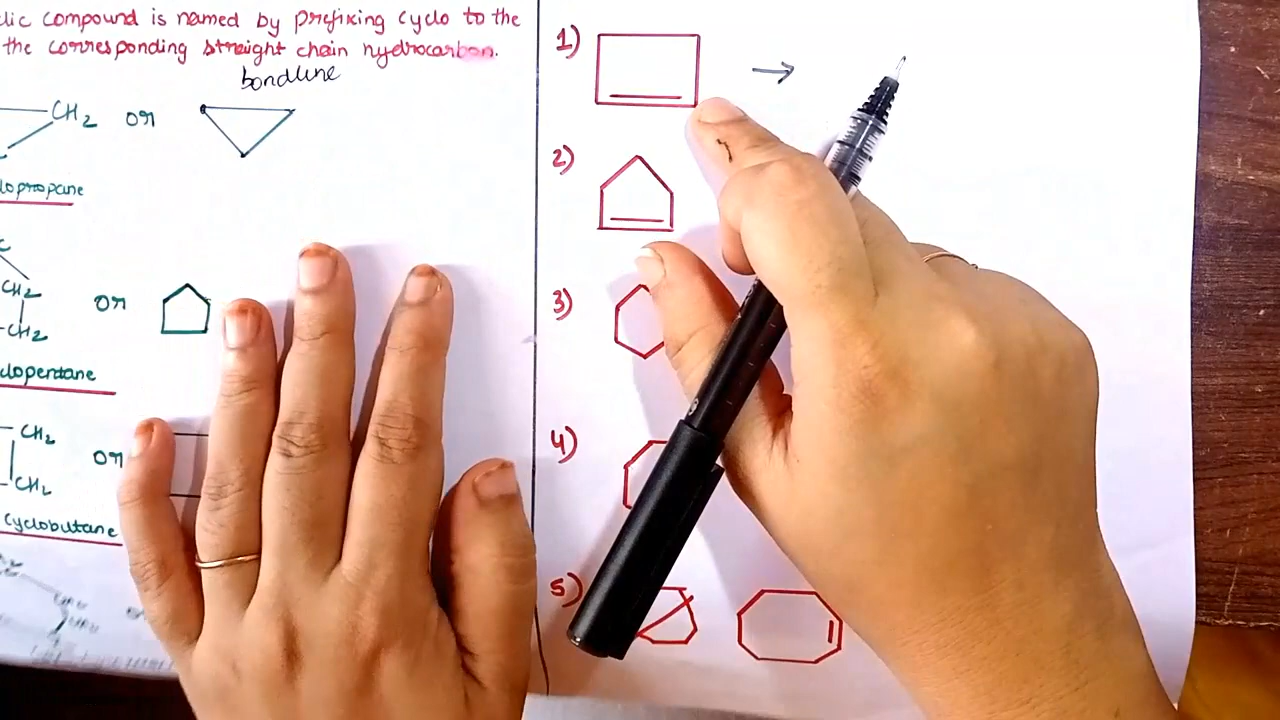 lic compound is named by prefixing cyclo to the
the corresponding straight chain hydrocarbon.
bondline
CH2 or
lopropane
C
CH2
or
-CH2
lopentane
- CH2
or
-CH2
cyclobutane
1)
2)
3)
4)
5)